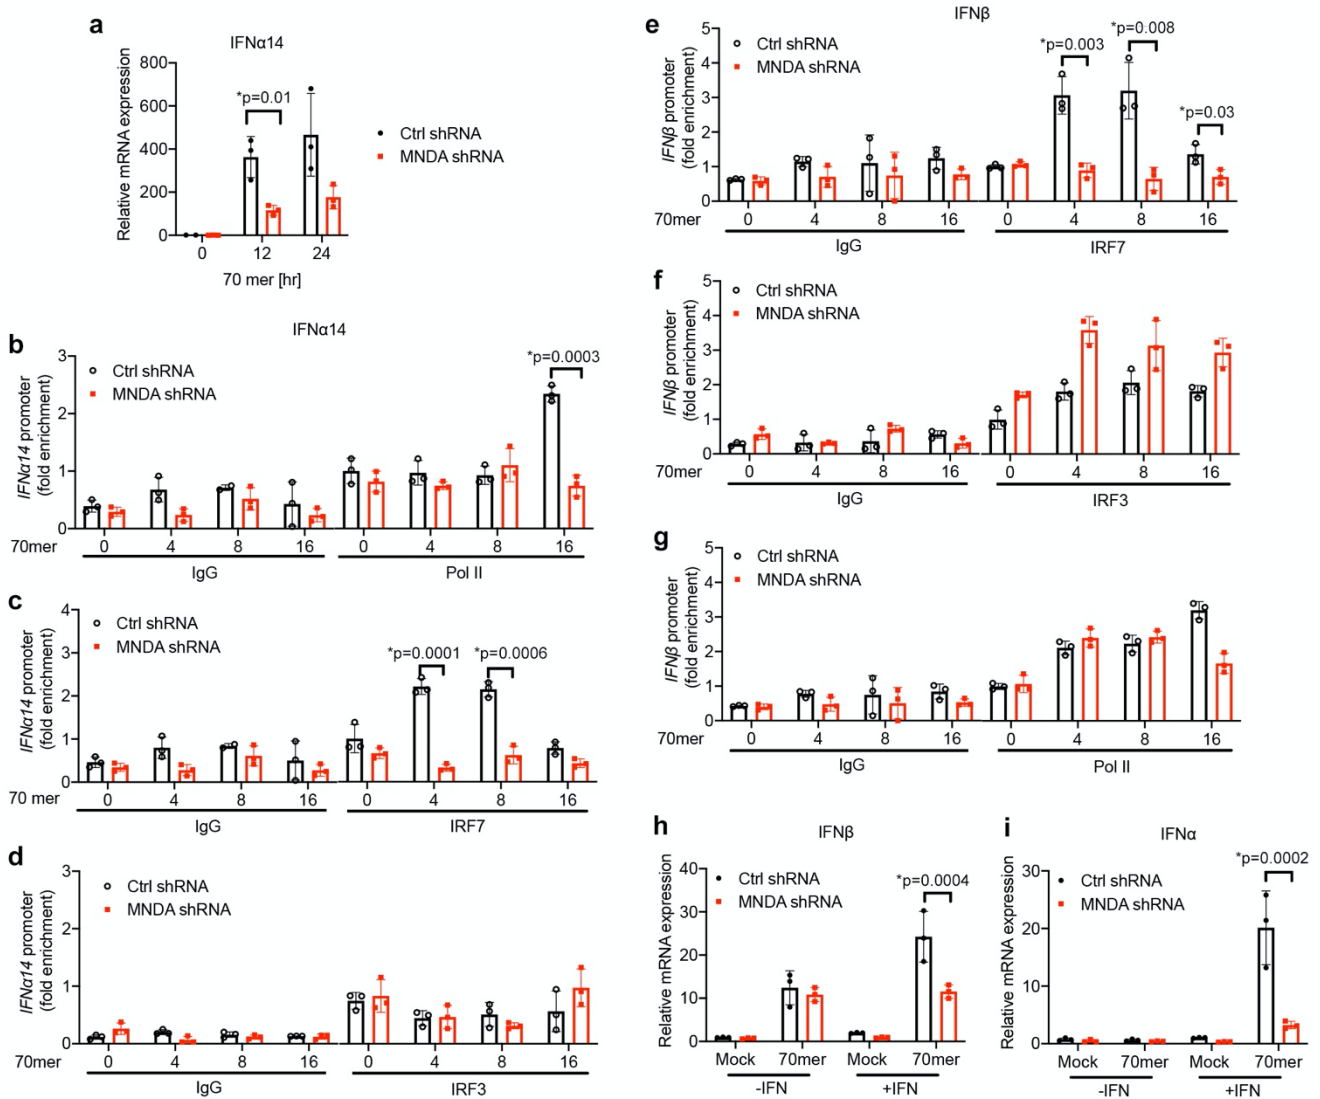 a
IFNα14
Relative mRNA expression
800
600
400
200
0
*p=0.01
Ctrl shRNA
MNDA shRNA
0 12 24
70 mer [hr]
b
IFNα14
IFNα14 promoter
(fold enrichment)
3
2
1
0
Ctrl shRNA
MNDA shRNA
*p=0.0003
70mer 0 4 8 16 0 4 8 16
IgG Pol II
c
IFNα14 promoter
(fold enrichment)
4
3
2
1
0
Ctrl shRNA
MNDA shRNA
*p=0.0001 *p=0.0006
70 mer 0 4 8 16 0 4 8 16
IgG IRF7
d
IFNα14 promoter
(fold enrichment)
3
2
1
0
Ctrl shRNA
MNDA shRNA
70mer 0 4 8 16 0 4 8 16
IgG IRF3
e
IFNβ
IFNβ promoter
(fold enrichment)
5
4
3
2
1
0
Ctrl shRNA
MNDA shRNA
*p=0.003
*p=0.008
*p=0.03
70mer 0 4 8 16 0 4 8 16
IgG IRF7
f
IFNβ promoter
(fold enrichment)
5
4
3
2
1
0
Ctrl shRNA
MNDA shRNA
70mer 0 4 8 16 0 4 8 16
IgG IRF3
g
IFNβ promoter
(fold enrichment)
5
4
3
2
1
0
Ctrl shRNA
MNDA shRNA
70mer 0 4 8 16 0 4 8 16
IgG Pol II
h
IFNβ
Relative mRNA expression
40
30
20
10
0
Ctrl shRNA
MNDA shRNA
*p=0.0004
Mock 70mer Mock 70mer
-IFN +IFN
i
IFNα
Relative mRNA expression
30
20
10
0
Ctrl shRNA
MNDA shRNA
*p=0.0002
Mock 70mer Mock 70mer
-IFN +IFN